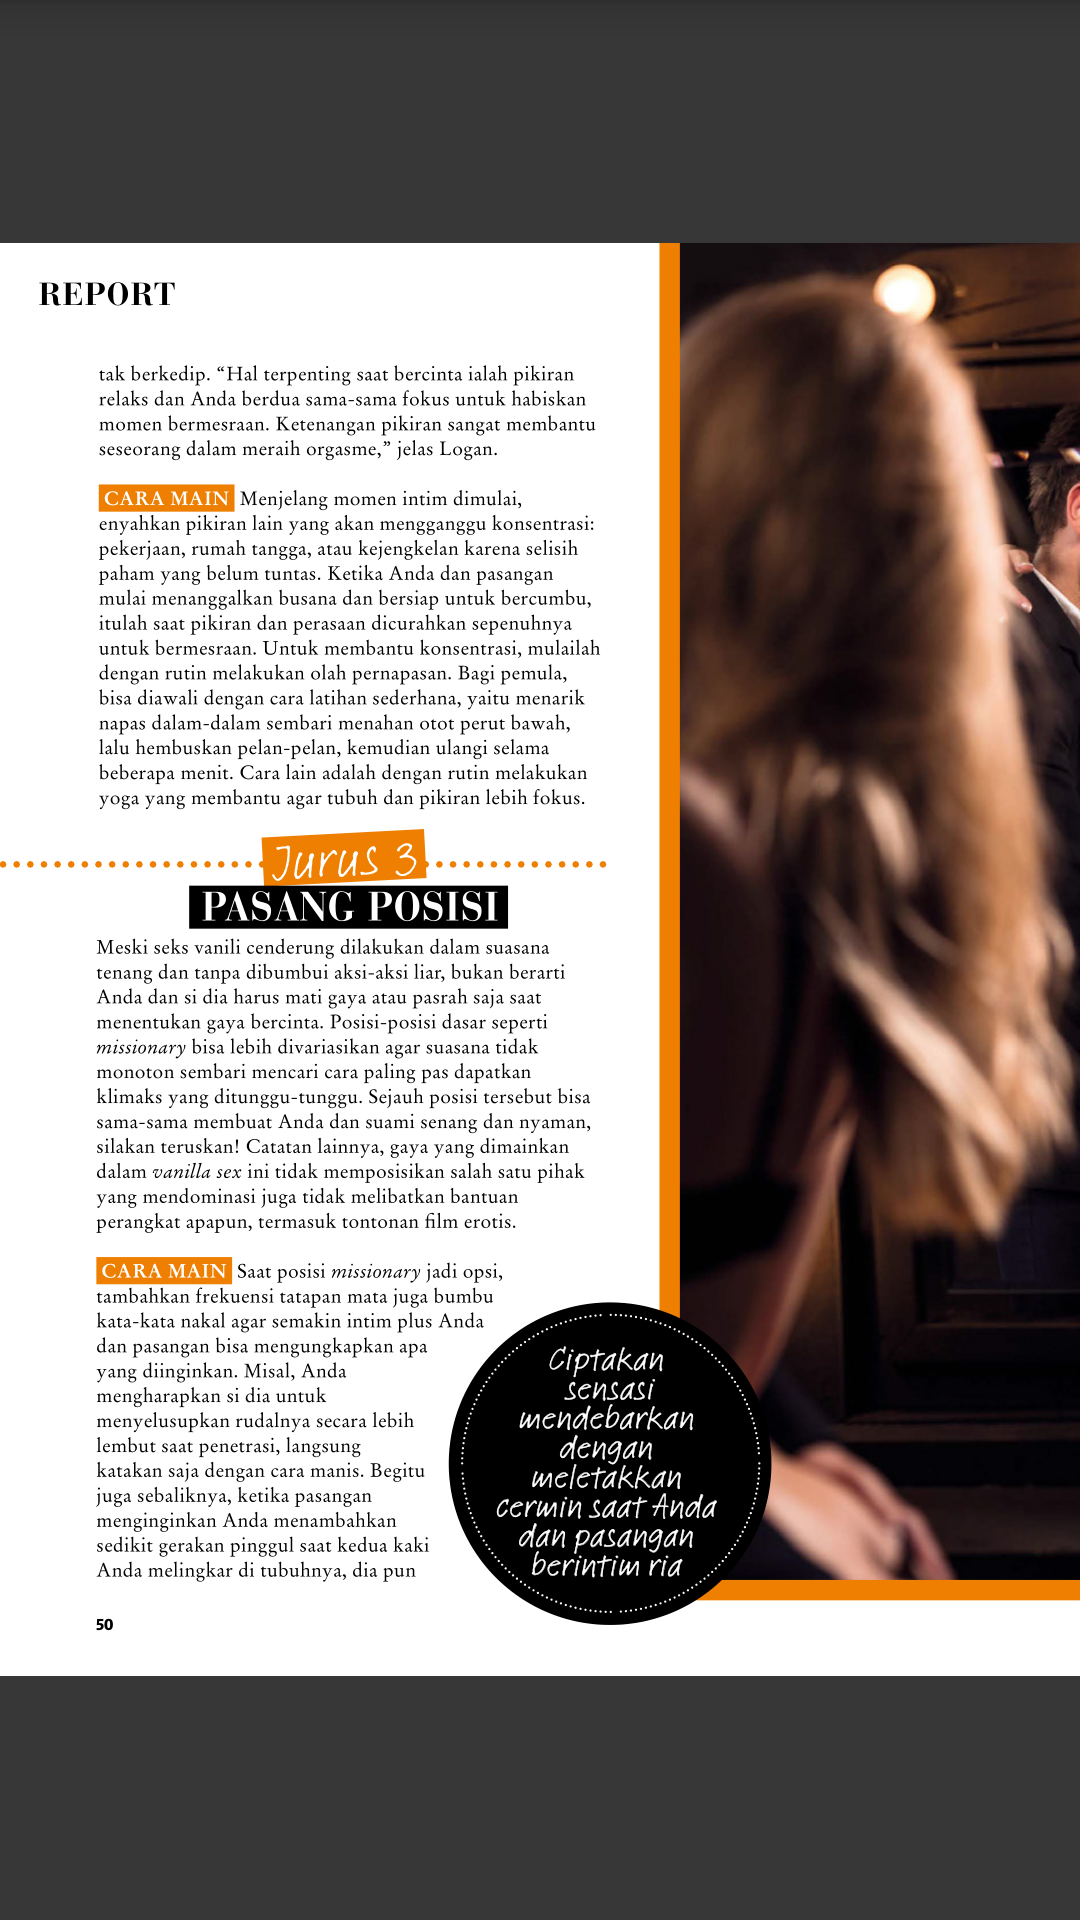 REPORT
tak berkedip. “Hal terpenting saat bercinta ialah pikiran
relaks dan Anda berdua sama-sama fokus untuk habiskan
momen bermesraan. Ketenangan pikiran sangat membantu
seseorang dalam meraih orgasme,” jelas Logan.
CARA MAIN Menjelang momen intim dimulai,
enyahkan pikiran lain yang akan mengganggu konsentrasi:
pekerjaan, rumah tangga, atau kejengkelan karena selisih
paham yang belum tuntas. Ketika Anda dan pasangan
mulai menanggalkan busana dan bersiap untuk bercumbu,
itulah saat pikiran dan perasaan dicurahkan sepenuhnya
untuk bermesraan. Untuk membantu konsentrasi, mulailah
dengan rutin melakukan olah pernapasan. Bagi pemula,
bisa diawali dengan cara latihan sederhana, yaitu menarik
napas dalam-dalam sembari menahan otot perut bawah,
lalu hembuskan pelan-pelan, kemudian ulangi selama
beberapa menit. Cara lain adalah dengan rutin melakukan
yoga yang membantu agar tubuh dan pikiran lebih fokus.
Jurus 3
PASANG POSISI
Meski seks vanili cenderung dilakukan dalam suasana
tenang dan tanpa dibumbui aksi-aksi liar, bukan berarti
Anda dan si dia harus mati gaya atau pasrah saja saat
menentukan gaya bercinta. Posisi-posisi dasar seperti
missionary bisa lebih divariasikan agar suasana tidak
monoton sembari mencari cara paling pas dapatkan
klimaks yang ditunggu-tunggu. Sejauh posisi tersebut bisa
sama-sama membuat Anda dan suami senang dan nyaman,
silakan teruskan! Catatan lainnya, gaya yang dimainkan
dalam vanilla sex ini tidak memposisikan salah satu pihak
yang mendominasi juga tidak melibatkan bantuan
perangkat apapun, termasuk tontonan film erotis.
CARA MAIN Saat posisi missionary jadi opsi,
tambahkan frekuensi tatapan mata juga bumbu
kata-kata nakal agar semakin intim plus Anda
dan pasangan bisa mengungkapkan apa
yang diinginkan. Misal, Anda
mengharapkan si dia untuk
menyelusupkan rudalnya secara lebih
lembut saat penetrasi, langsung
katakan saja dengan cara manis. Begitu
juga sebaliknya, ketika pasangan
menginginkan Anda menambahkan
sedikit gerakan pinggul saat kedua kaki
Anda melingkar di tubuhnya, dia pun
Ciptakan
sensasi
mendebarkan
dengan
meletakkan
cermin saat Anda
dan pasangan
berintim ria
50